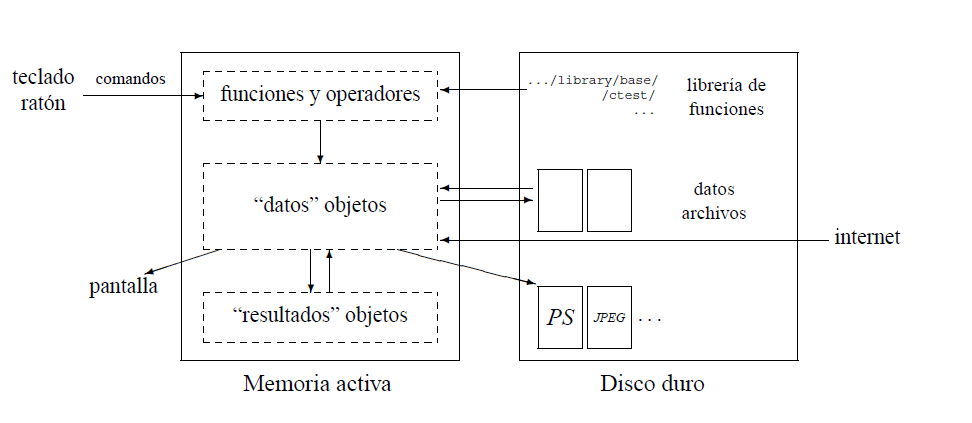 teclado
ratón
comandos
funciones y operadores
.../library/base/
/ctest/
...
librería de
funciones
“datos” objetos
datos
archivos
internet
pantalla
“resultados” objetos
PS
JPEG
...
Memoria activa
Disco duro